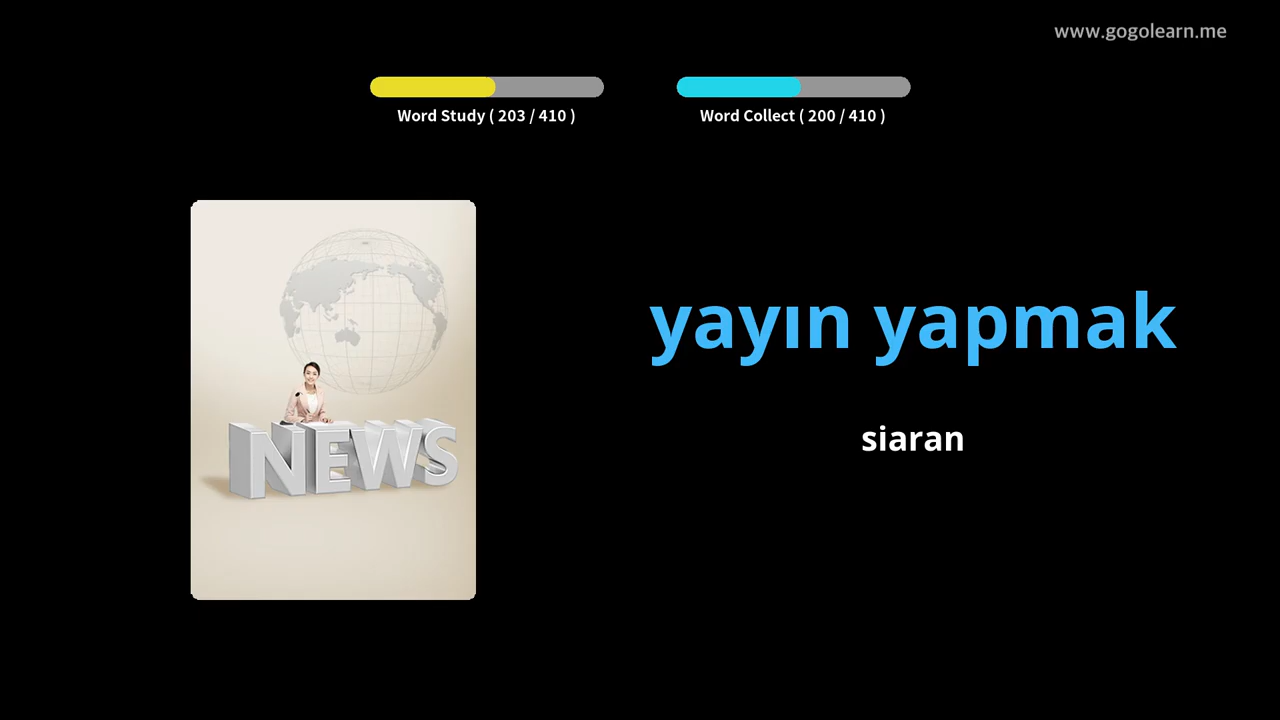 www.gogolearn.me
Word Study ( 203 / 410 )
Word Collect ( 200 / 410 )
NEWS
yayın yapmak
siaran